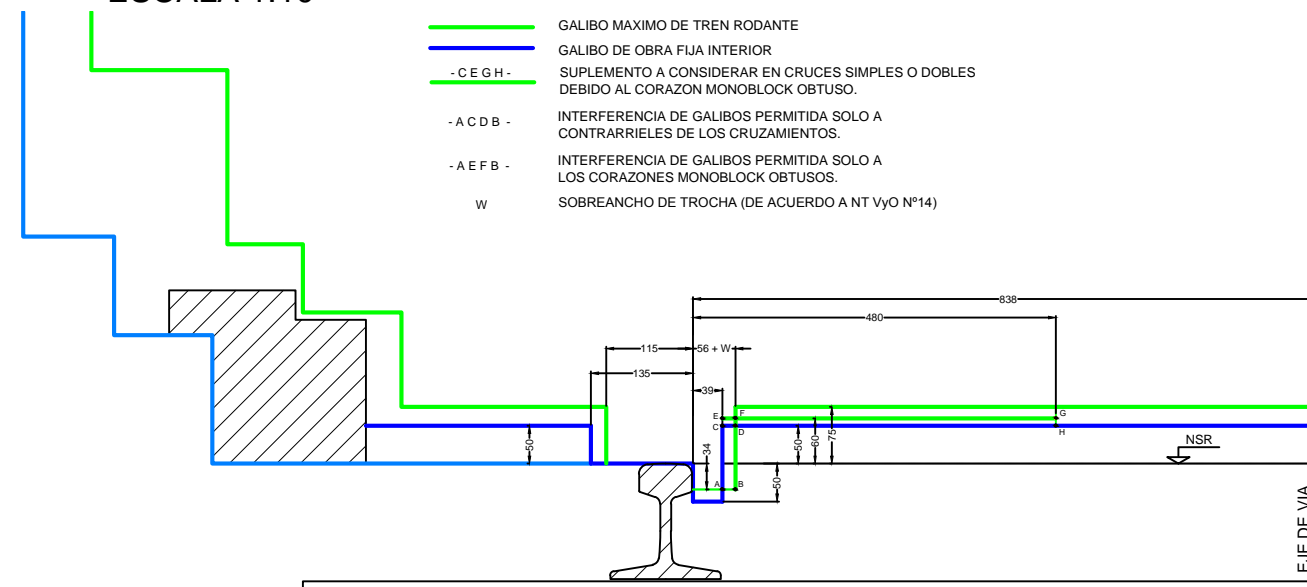 GALIBO MAXIMO DE TREN RODANTE
GALIBO DE OBRA FIJA INTERIOR
- C E G H -
SUPLEMENTO A CONSIDERAR EN CRUCES SIMPLES O DOBLES
DEBIDO AL CORAZON MONOBLOCK OBTUSO.
- A C D B -
INTERFERENCIA DE GALIBOS PERMITIDA SOLO A
CONTRARRIELES DE LOS CRUZAMIENTOS.
- A E F B -
INTERFERENCIA DE GALIBOS PERMITIDA SOLO A
LOS CORAZONES MONOBLOCK OBTUSOS.
W
SOBREANCHO DE TROCHA (DE ACUERDO A NT VyO Nº14)
838
480
115
56 + W
135
39
E
F
G
C
D
H
50
34
50
60
75
NSR
A
B
50
EJE DE VIA